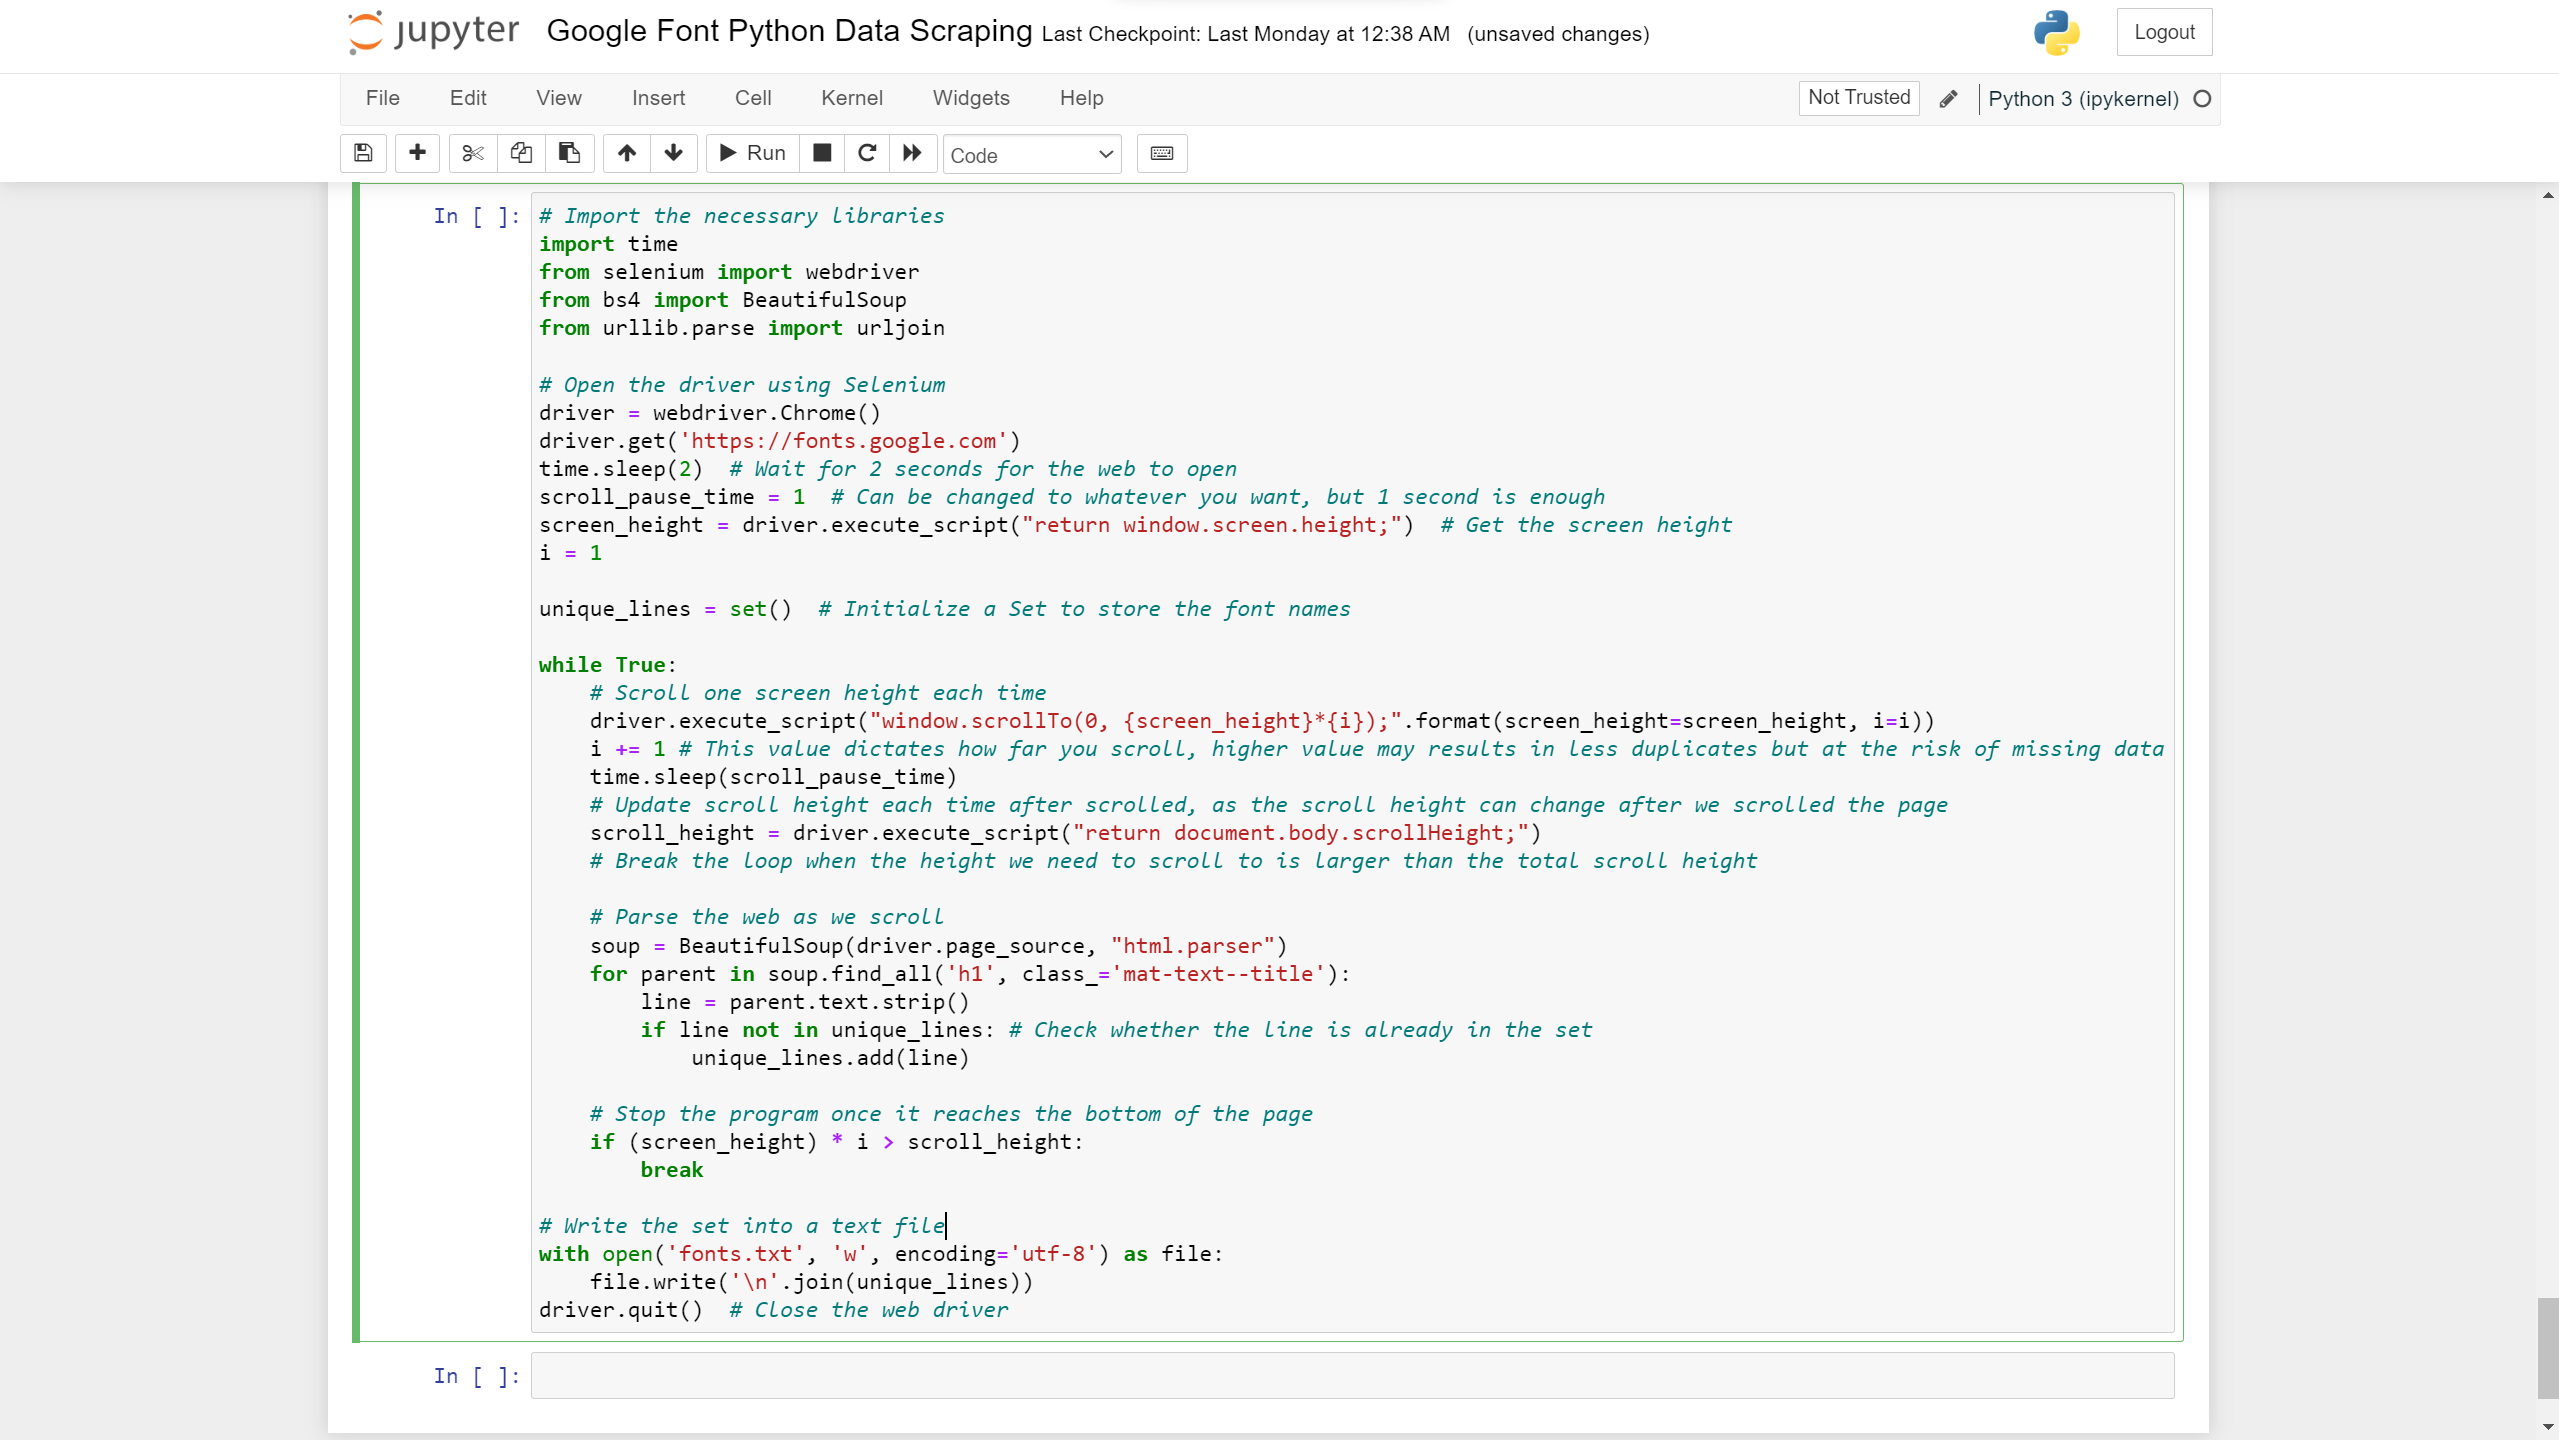 jupyter Google Font Python Data Scraping Last Checkpoint: Last Monday at 12:38 AM (unsaved changes) Logout
File Edit View Insert Cell Kernel Widgets Help Not Trusted Python 3 (ipykernel)
Run Code
In [ ]:
# Import the necessary libraries
import time
from selenium import webdriver
from bs4 import BeautifulSoup
from urllib.parse import urljoin

# Open the driver using Selenium
driver = webdriver.Chrome()
driver.get('https://fonts.google.com')
time.sleep(2)  # Wait for 2 seconds for the web to open
scroll_pause_time = 1  # Can be changed to whatever you want, but 1 second is enough
screen_height = driver.execute_script("return window.screen.height;")  # Get the screen height
i = 1

unique_lines = set()  # Initialize a Set to store the font names

while True:
    # Scroll one screen height each time
    driver.execute_script("window.scrollTo(0, {screen_height}*{i});".format(screen_height=screen_height, i=i))
    i += 1 # This value dictates how far you scroll, higher value may results in less duplicates but at the risk of missing data
    time.sleep(scroll_pause_time)
    # Update scroll height each time after scrolled, as the scroll height can change after we scrolled the page
    scroll_height = driver.execute_script("return document.body.scrollHeight;")
    # Break the loop when the height we need to scroll to is larger than the total scroll height

    # Parse the web as we scroll
    soup = BeautifulSoup(driver.page_source, "html.parser")
    for parent in soup.find_all('h1', class_='mat-text--title'):
        line = parent.text.strip()
        if line not in unique_lines: # Check whether the line is already in the set
            unique_lines.add(line)

    # Stop the program once it reaches the bottom of the page
    if (screen_height) * i > scroll_height:
        break

# Write the set into a text file
with open('fonts.txt', 'w', encoding='utf-8') as file:
    file.write('\n'.join(unique_lines))
driver.quit()  # Close the web driver
In [ ]: